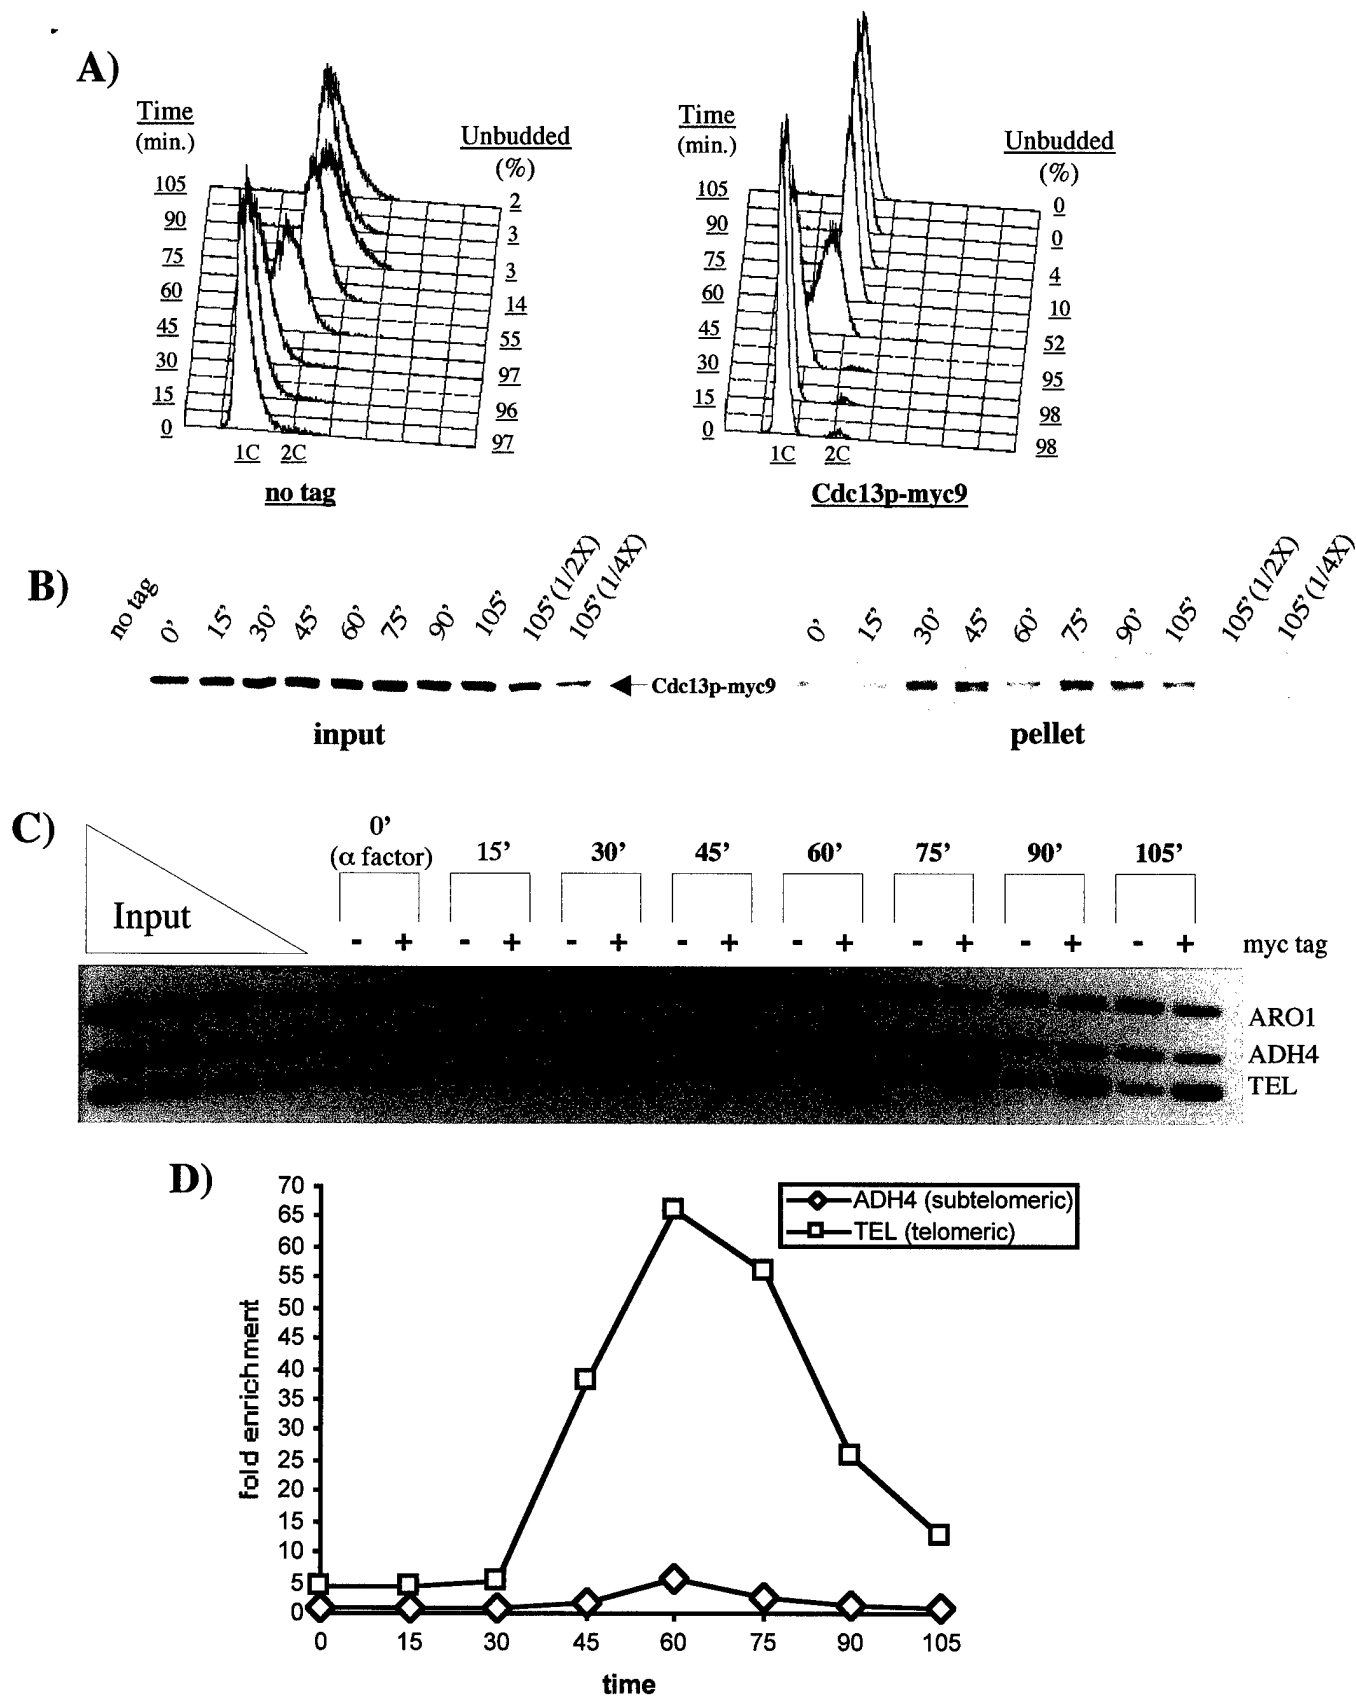 A)
Time
(min.)
105
90
75
60
45
30
15
0
Unbudded
(%)
2
3
3
14
55
97
96
97
1C 2C
no tag
Time
(min.)
105
90
75
60
45
30
15
0
Unbudded
(%)
0
0
4
10
52
95
98
98
1C 2C
Cdc13p-myc9
B)
no tag 0' 15' 30' 45' 60' 75' 90' 105' 105'(1/2X) 105'(1/4X)
0' 15' 30' 45' 60' 75' 90' 105' 105'(1/2X) 105'(1/4X)
Cdc13p-myc9
input
pellet
C)
Input
0' 15' 30' 45' 60' 75' 90' 105'
(α factor)
- + - + - + - + - + - + - + - + myc tag
ARO1
ADH4
TEL
D)
70
65
60
55
50
45
40
35
30
25
20
15
10
5
0
fold enrichment
ADH4 (subtelomeric)
TEL (telomeric)
0 15 30 45 60 75 90 105
time